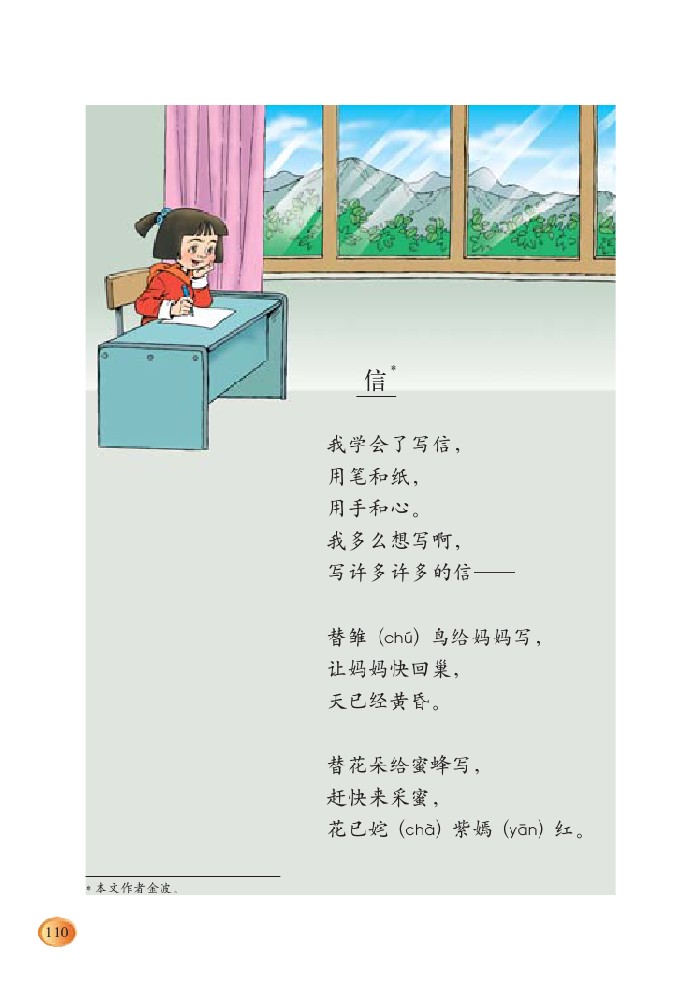 信*
我学会了写信，
用笔和纸，
用手和心。
我多么想写啊，
写许多许多的信——
替雏（chú）鸟给妈妈写，
让妈妈快回巢，
天已经黄昏。
替花朵给蜜蜂写，
赶快来采蜜，
花已姹（chà）紫嫣（yān）红。
* 本文作者金波。
110